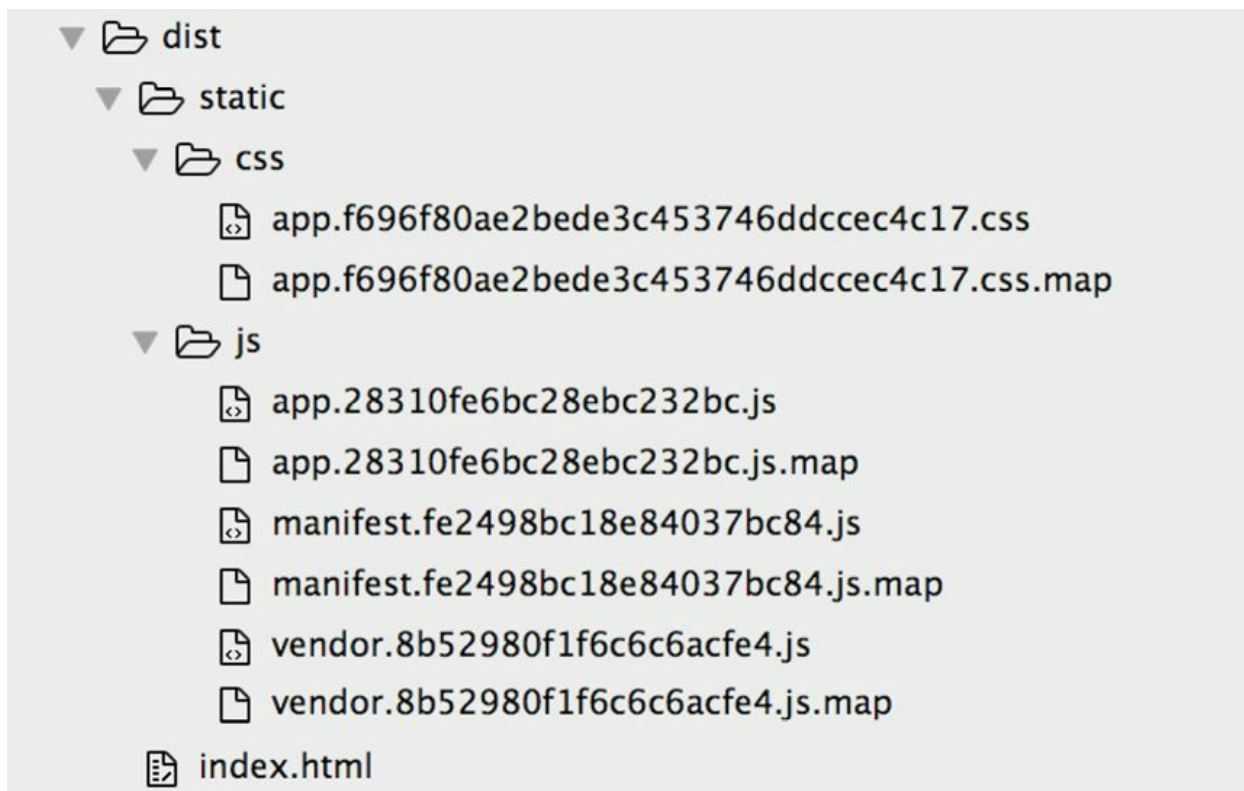 dist
static
css
app.f696f80ae2bede3c453746ddccec4c17.css
app.f696f80ae2bede3c453746ddccec4c17.css.map
js
app.28310fe6bc28ebc232bc.js
app.28310fe6bc28ebc232bc.js.map
manifest.fe2498bc18e84037bc84.js
manifest.fe2498bc18e84037bc84.js.map
vendor.8b52980f1f6c6c6acfe4.js
vendor.8b52980f1f6c6c6acfe4.js.map
index.html